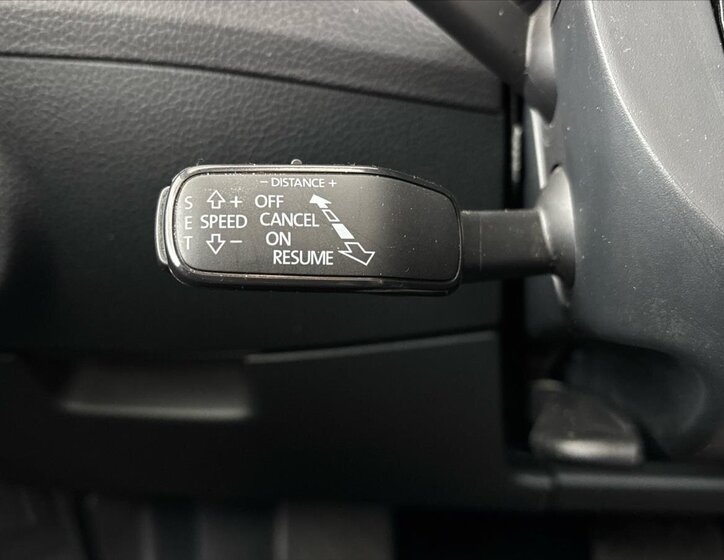 - DISTANCE +
S + OFF
E SPEED CANCEL
T - ON
RESUME